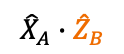 X̂_A · Ẑ_B